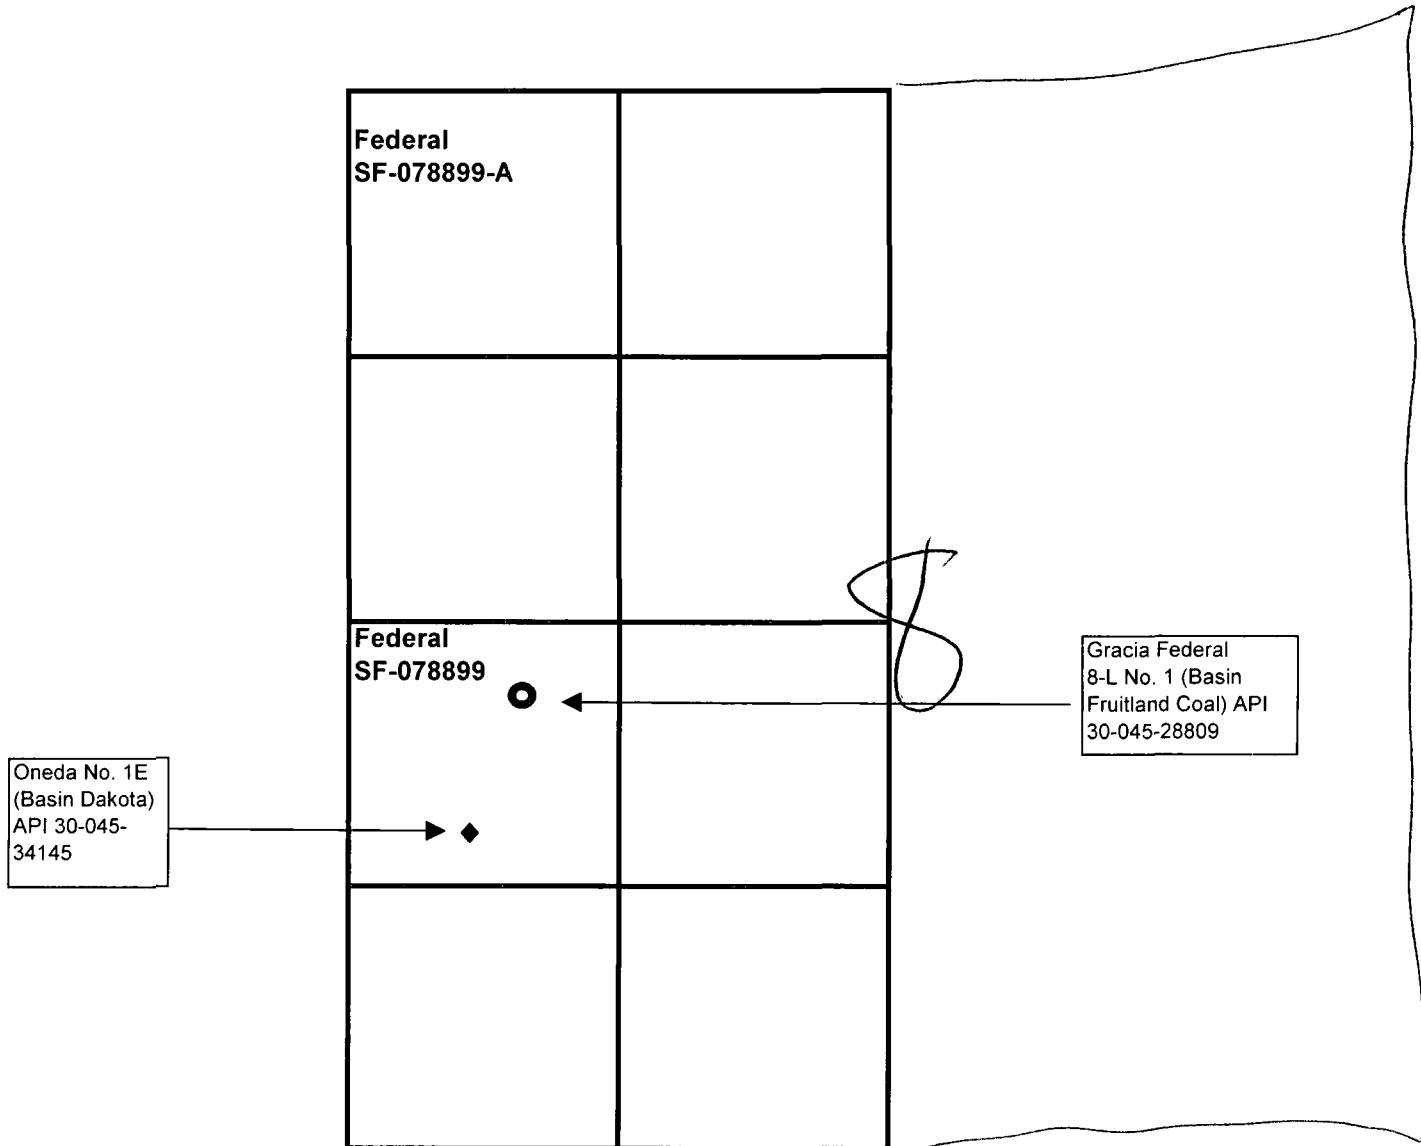 Federal
SF-078899-A
Federal
SF-078899
8
Gracia Federal
8-L No. 1 (Basin
Fruitland Coal) API
30-045-28809
Oneda No. 1E
(Basin Dakota)
API 30-045-
34145